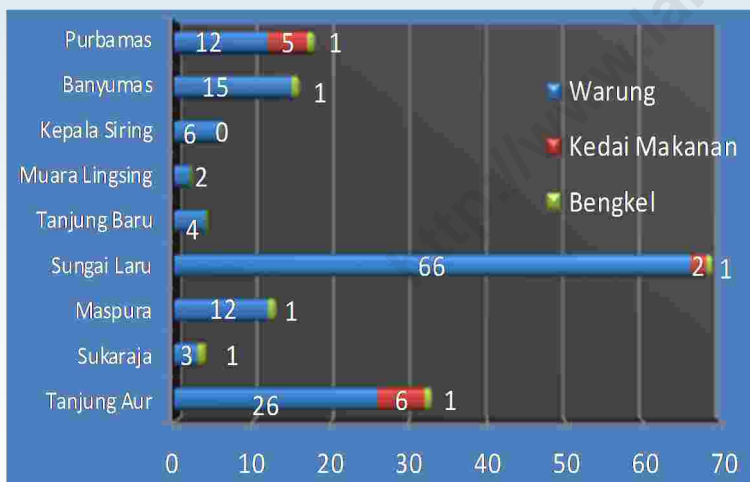 Purbamas 12 5 1
Banyumas 15 1
Warung
Kepala Siring 6 0
Kedai Makanan
Muara Lingsing 2
Bengkel
Tanjung Baru 4
Sungai Laru 66 2 1
Maspura 12 1
Sukaraja 3 1
Tanjung Aur 26 6 1
0 10 20 30 40 50 60 70